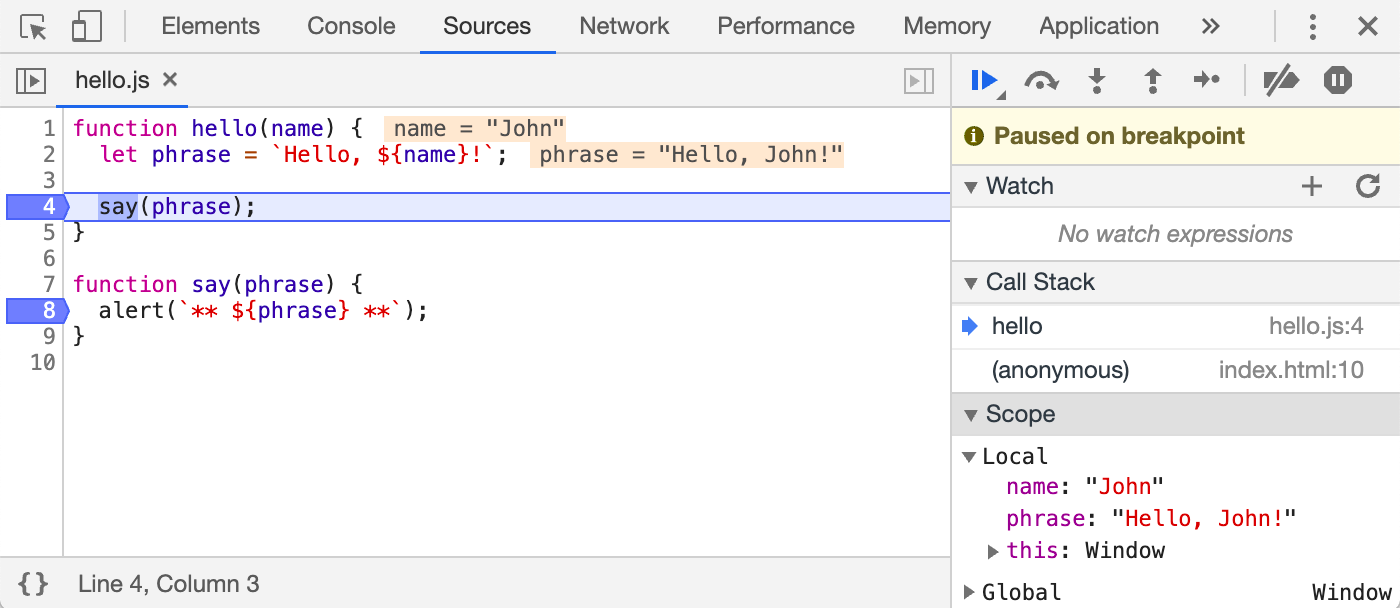 Elements Console Sources Network Performance Memory Application »
hello.js ×
1 function hello(name) { name = "John"
2 let phrase = `Hello, ${name}!`; phrase = "Hello, John!"
3
4 say(phrase);
5 }
6
7 function say(phrase) {
8 alert(`** ${phrase} **`);
9 }
10
{} Line 4, Column 3
Paused on breakpoint
Watch
No watch expressions
Call Stack
hello hello.js:4
(anonymous) index.html:10
Scope
Local
name: "John"
phrase: "Hello, John!"
this: Window
Global Window